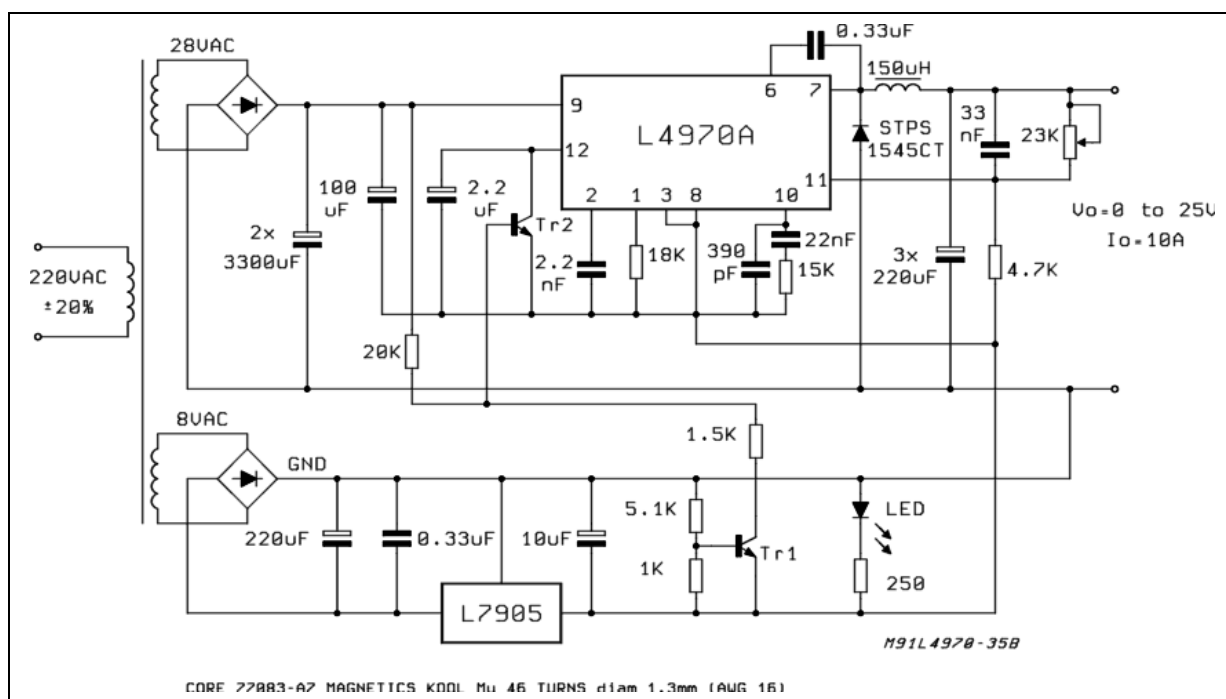 0.33uF
28VAC
150uH
6
7
9
L4970A
STPS
1545CT
33
nF
23K
12
11
100
uF
2.2
uF
Tr2
2
1
3
8
10
Vo=0 to 25V
Io=10A
2x
3300uF
2.2
nF
18K
390
pF
22nF
15K
3x
220uF
4.7K
220VAC
±20%
20K
8VAC
1.5K
GND
220uF
0.33uF
10uF
5.1K
LED
1K
Tr1
250
L7905
M91L4970-35B
CORE 77083-A7 MAGNETICS KOOL Mu 46 TURNS diam 1.3mm (AWG 16)